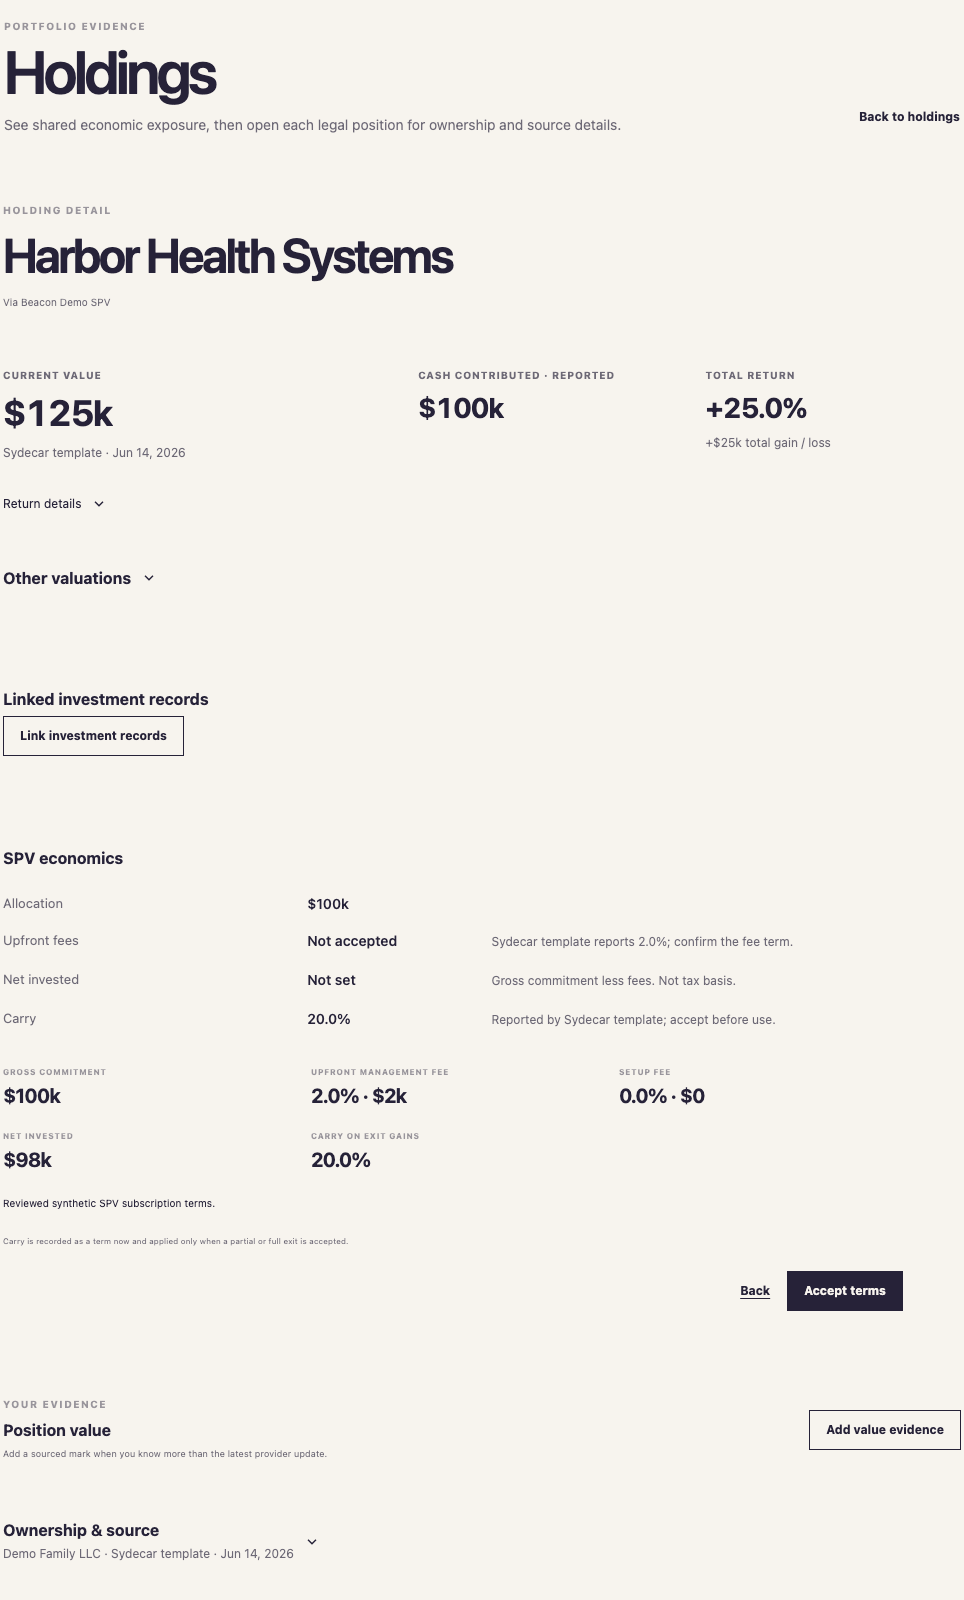 PORTFOLIO EVIDENCE
Holdings
See shared economic exposure, then open each legal position for ownership and source details.
Back to holdings
HOLDING DETAIL
Harbor Health Systems
Via Beacon Demo SPV
CURRENT VALUE
$125k
Sydecar template · Jun 14, 2026
CASH CONTRIBUTED · REPORTED
$100k
TOTAL RETURN
+25.0%
+$25k total gain / loss
Return details
Other valuations
Linked investment records
Link investment records
SPV economics
Allocation $100k
Upfront fees Not accepted Sydecar template reports 2.0%; confirm the fee term.
Net invested Not set Gross commitment less fees. Not tax basis.
Carry 20.0% Reported by Sydecar template; accept before use.
GROSS COMMITMENT
$100k
UPFRONT MANAGEMENT FEE
2.0% · $2k
SETUP FEE
0.0% · $0
NET INVESTED
$98k
CARRY ON EXIT GAINS
20.0%
Reviewed synthetic SPV subscription terms.
Carry is recorded as a term now and applied only when a partial or full exit is accepted.
Back
Accept terms
YOUR EVIDENCE
Position value
Add a sourced mark when you know more than the latest provider update.
Add value evidence
Ownership & source
Demo Family LLC · Sydecar template · Jun 14, 2026